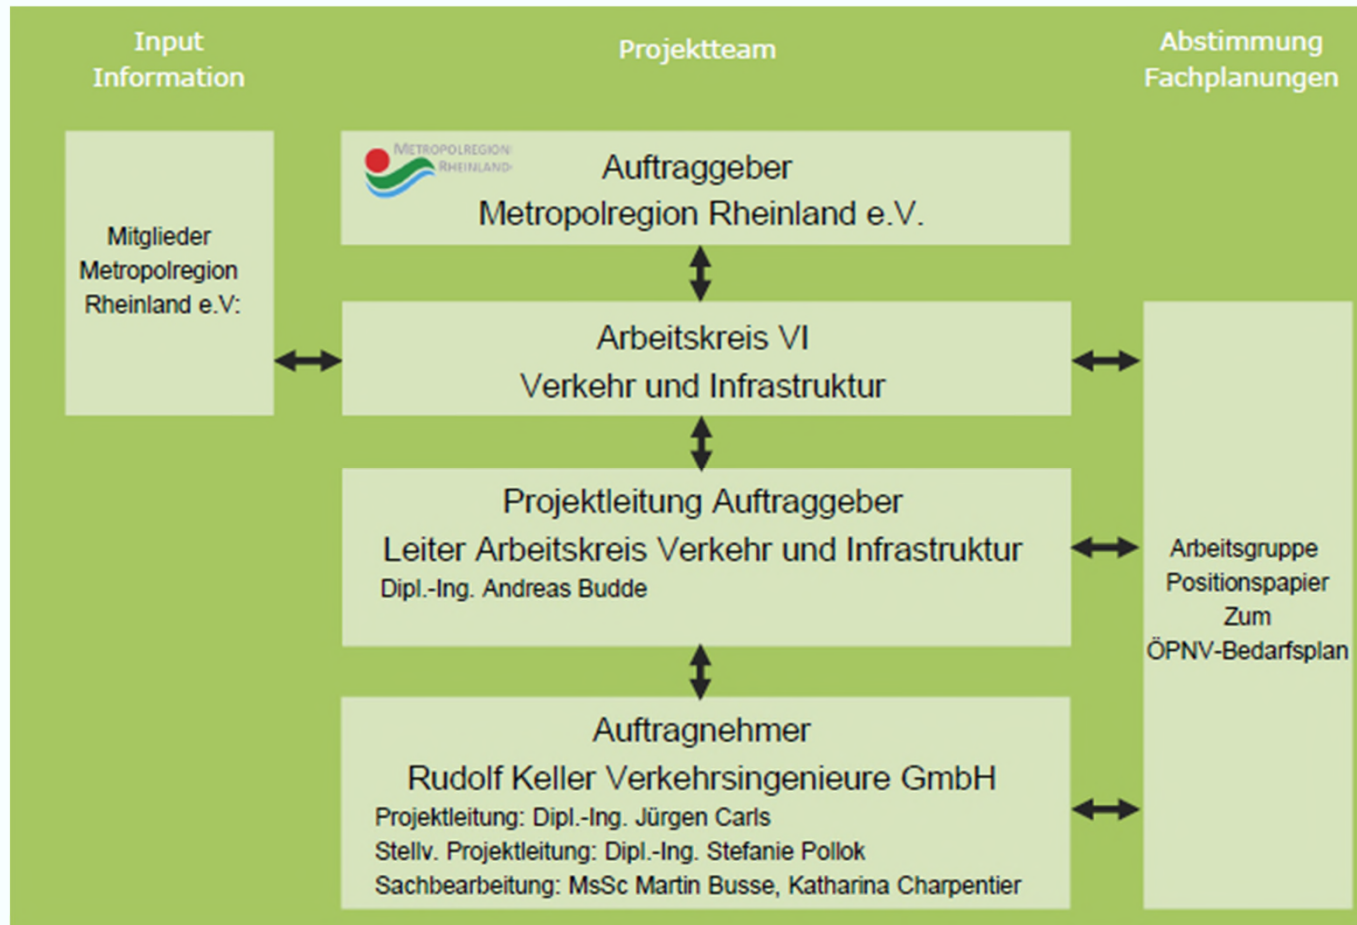 Input
Information
Projektteam
Abstimmung
Fachplanungen
Mitglieder
Metropolregion
Rheinland e.V:
METROPOLREGION
RHEINLAND
Auftraggeber
Metropolregion Rheinland e.V.
Arbeitskreis VI
Verkehr und Infrastruktur
Projektleitung Auftraggeber
Leiter Arbeitskreis Verkehr und Infrastruktur
Dipl.-Ing. Andreas Budde
Auftragnehmer
Rudolf Keller Verkehrsingenieure GmbH
Projektleitung: Dipl.-Ing. Jürgen Carls
Stellv. Projektleitung: Dipl.-Ing. Stefanie Pollok
Sachbearbeitung: MsSc Martin Busse, Katharina Charpentier
Arbeitsgruppe
Positionspapier
Zum
ÖPNV-Bedarfsplan